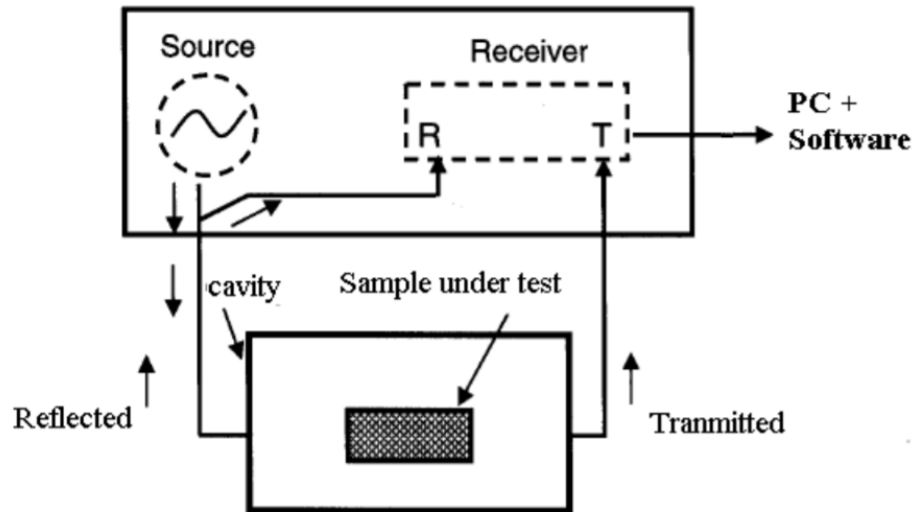 Source
Receiver
R
T
PC +
Software
cavity
Sample under test
Reflected
Tranmitted